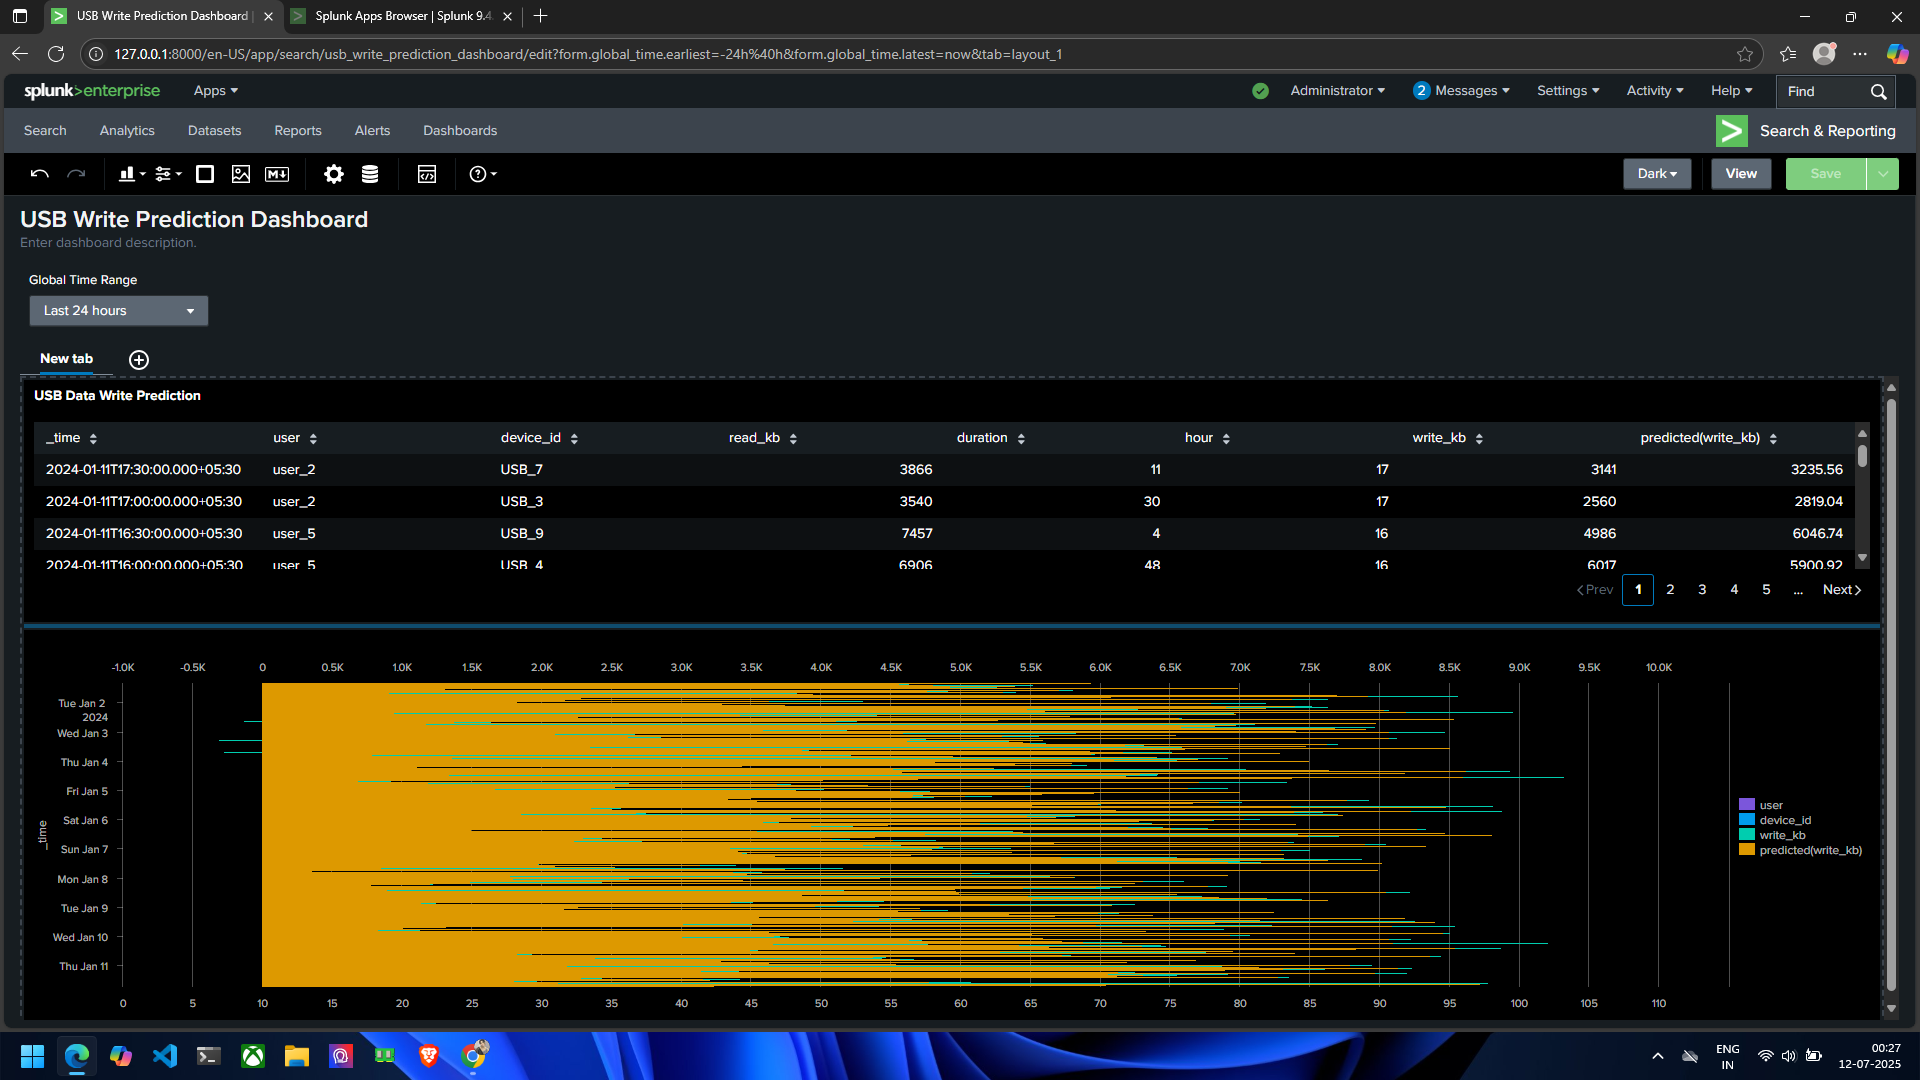 USB Write Prediction Dashboard |
Splunk Apps Browser | Splunk 9.4.
127.0.0.1:8000/en-US/app/search/usb_write_prediction_dashboard/edit?form.global_time.earliest=-24h%40h&form.global_time.latest=now&tab=layout_1
splunk>enterprise Apps Administrator 2 Messages Settings Activity Help Find
Search Analytics Datasets Reports Alerts Dashboards Search & Reporting
Dark View Save
USB Write Prediction Dashboard
Enter dashboard description.
Global Time Range
Last 24 hours
New tab
USB Data Write Prediction
_time user device_id read_kb duration hour write_kb predicted(write_kb)
2024-01-11T17:30:00.000+05:30 user_2 USB_7 3866 11 17 3141 3235.56
2024-01-11T17:00:00.000+05:30 user_2 USB_3 3540 30 17 2560 2819.04
2024-01-11T16:30:00.000+05:30 user_5 USB_9 7457 4 16 4986 6046.74
2024-01-11T16:00:00.000+05:30 user_5 USB_4 6906 48 16 6017 5900.92
<Prev 1 2 3 4 5 ... Next>
-1.0K -0.5K 0 0.5K 1.0K 1.5K 2.0K 2.5K 3.0K 3.5K 4.0K 4.5K 5.0K 5.5K 6.0K 6.5K 7.0K 7.5K 8.0K 8.5K 9.0K 9.5K 10.0K
Tue Jan 2
2024
Wed Jan 3
Thu Jan 4
Fri Jan 5
Sat Jan 6
Sun Jan 7
Mon Jan 8
Tue Jan 9
Wed Jan 10
Thu Jan 11
_time
user
device_id
write_kb
predicted(write_kb)
0 5 10 15 20 25 30 35 40 45 50 55 60 65 70 75 80 85 90 95 100 105 110
ENG
IN
00:27
12-07-2025